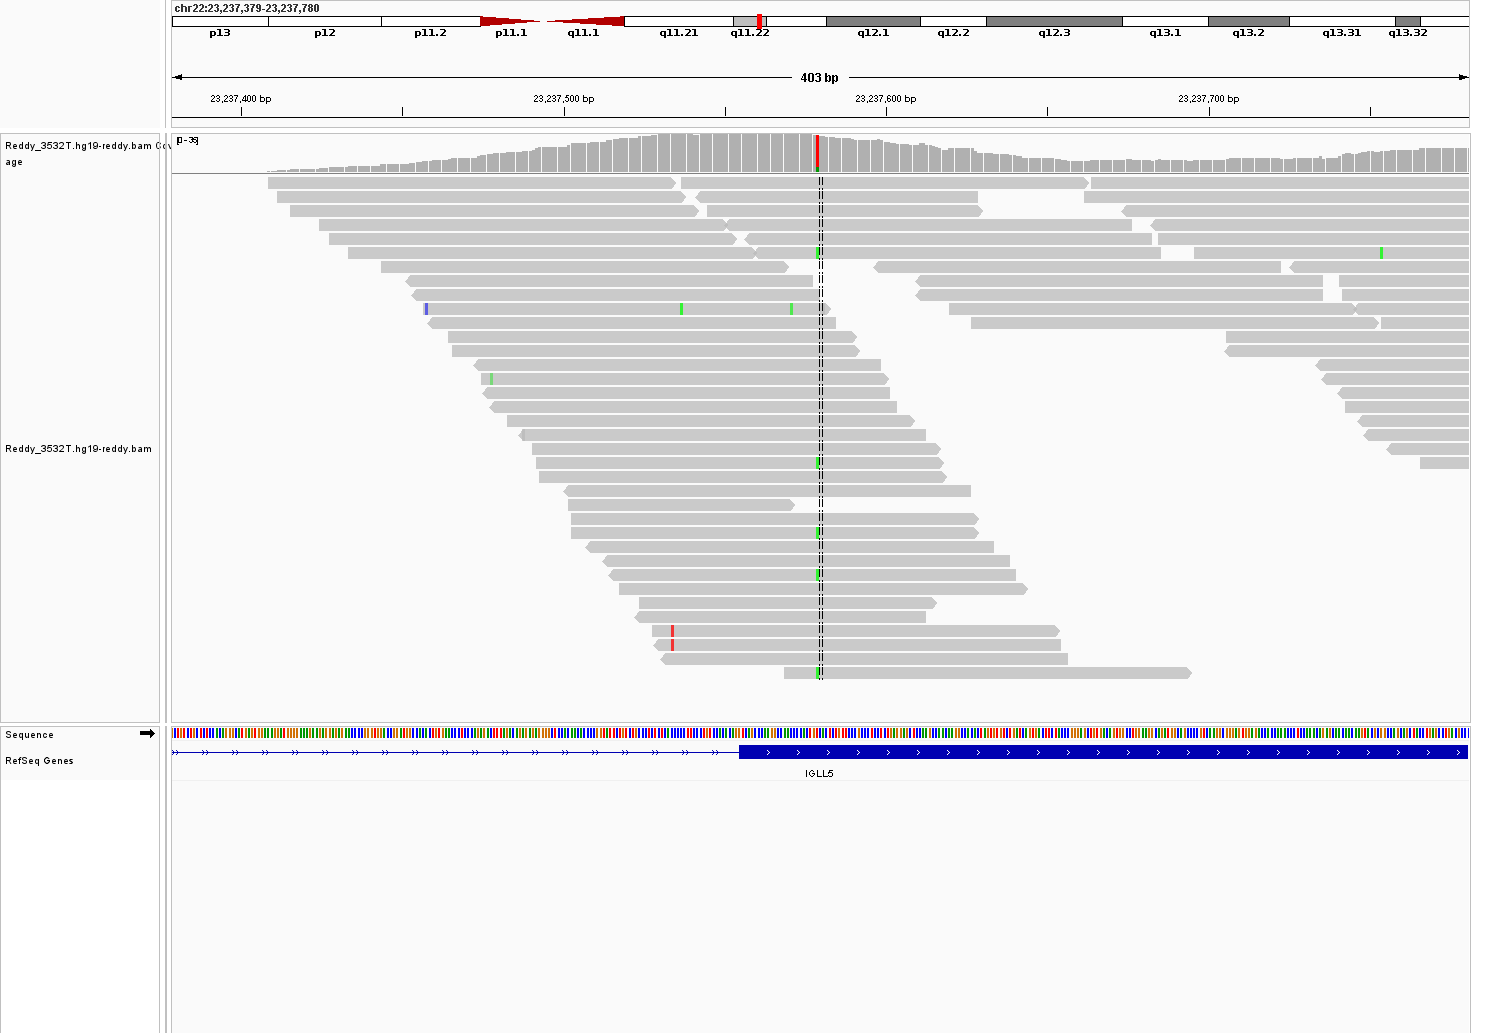 chr22:23,237,379-23,237,780
p13 p12 p11.2 p11.1 q11.1 q11.21 q11.22 q12.1 q12.2 q12.3 q13.1 q13.2 q13.31 q13.32
403 bp
23,237,400 bp 23,237,500 bp 23,237,600 bp 23,237,700 bp
Reddy_3532T.hg19-reddy.bam Cov
age
Reddy_3532T.hg19-reddy.bam
Sequence
RefSeq Genes
IGLL5